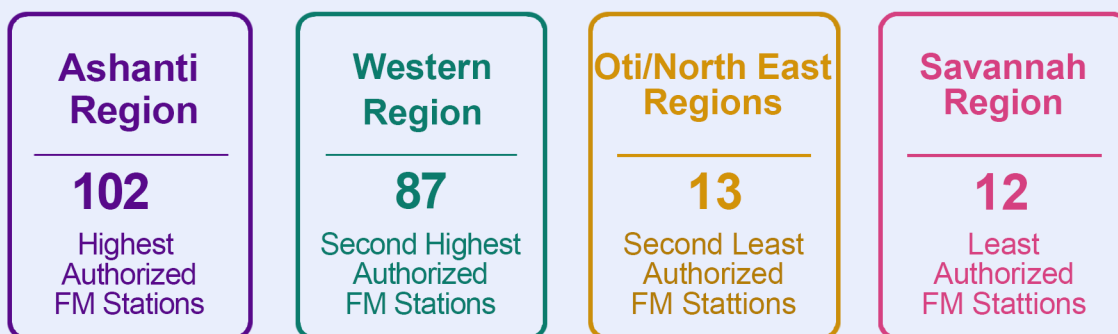 Ashanti
Region
102
Highest
Authorized
FM Stations
Western
Region
87
Second Highest
Authorized
FM Stations
Oti/North East
Regions
13
Second Least
Authorized
FM Stattions
Savannah
Region
12
Least
Authorized
FM Stations